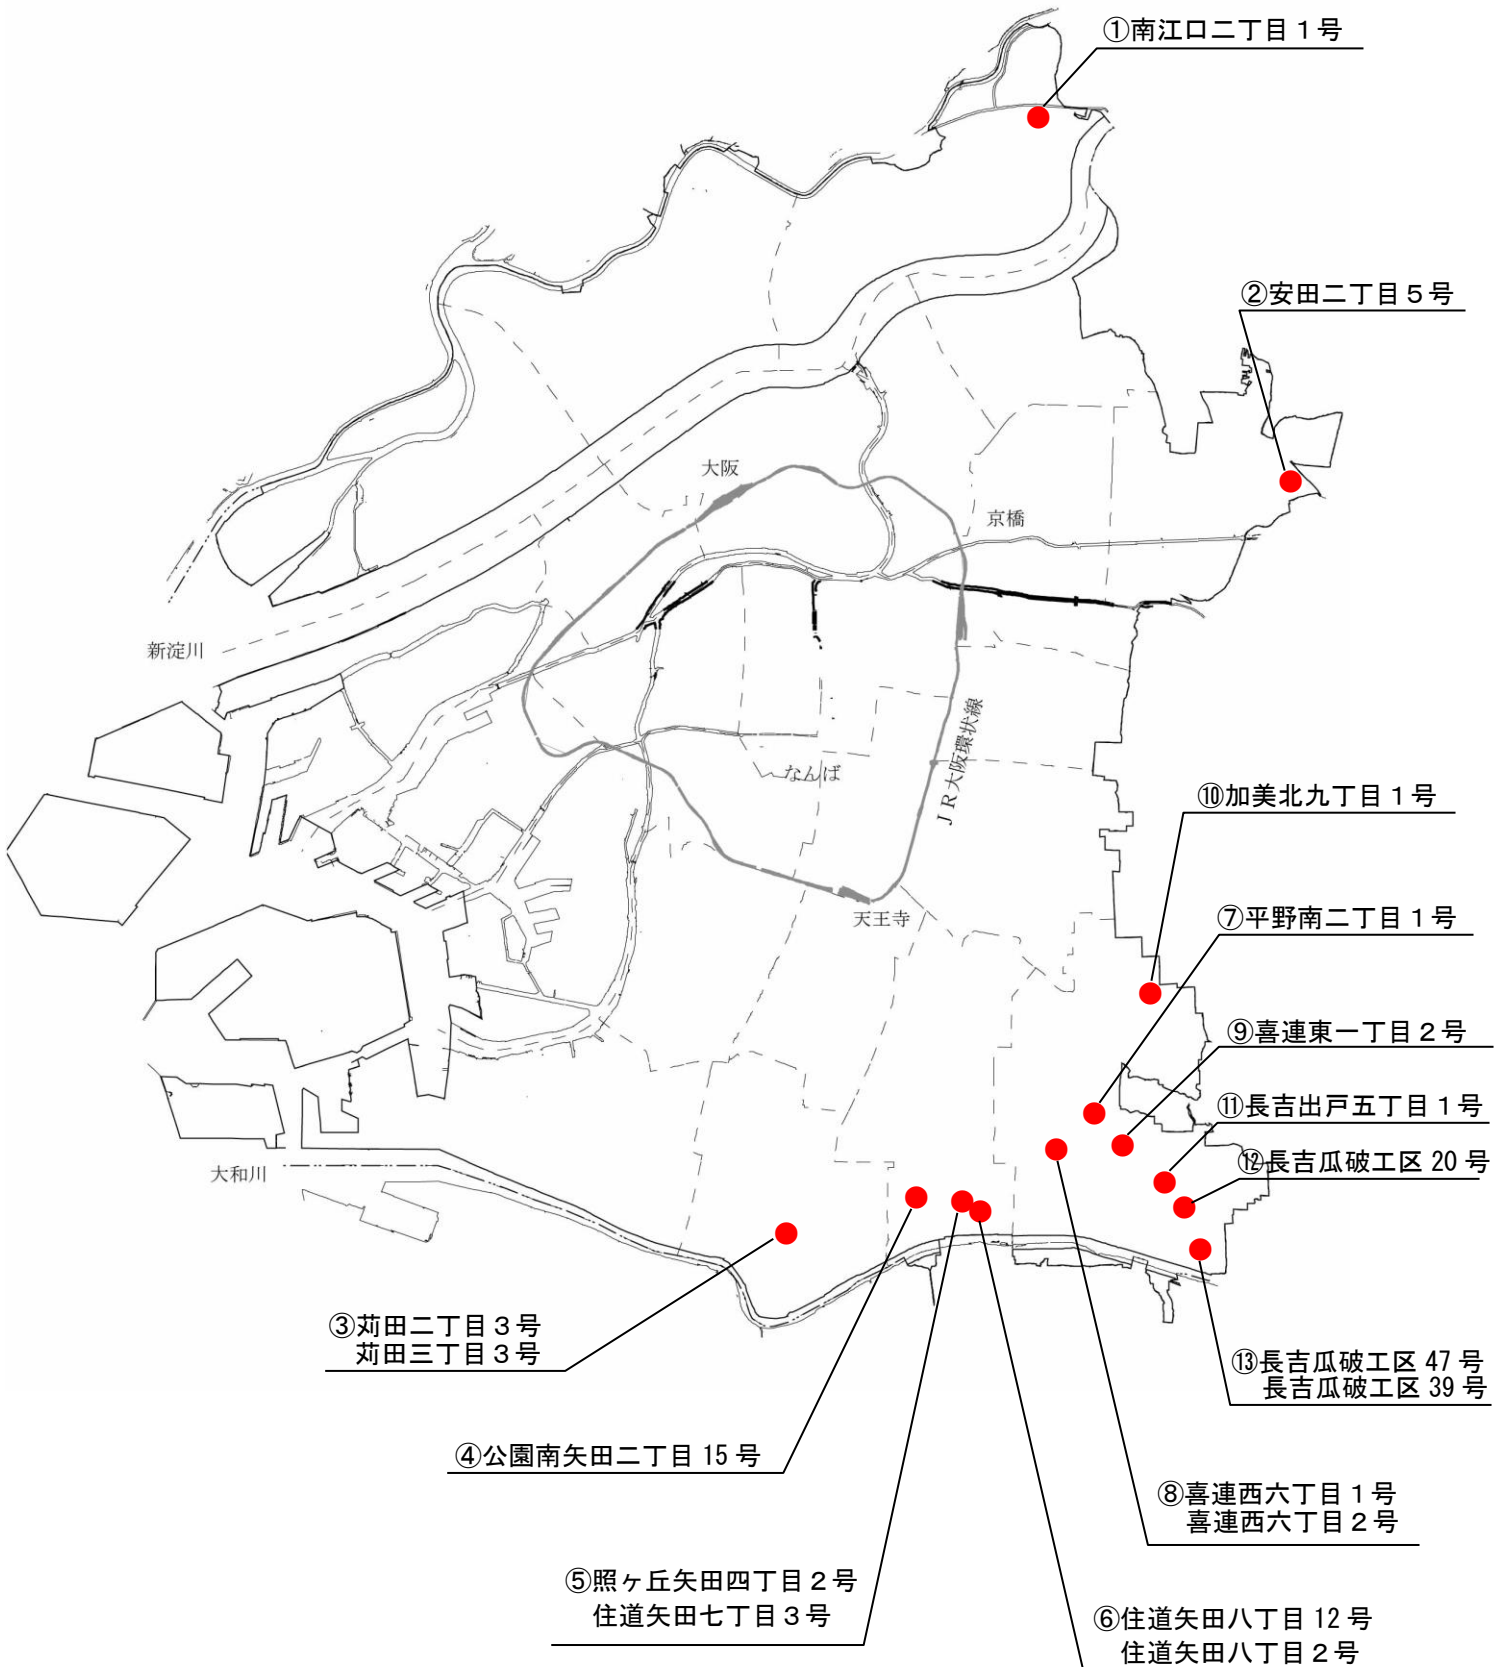 ①南江口二丁目１号
②安田二丁目５号
大阪
京橋
新淀川
ＪＲ大阪環状線
なんば
⑩加美北九丁目１号
天王寺
⑦平野南二丁目１号
⑨喜連東一丁目２号
⑪長吉出戸五丁目１号
⑫長吉瓜破工区 20 号
大和川
③苅田二丁目３号
苅田三丁目３号
⑬長吉瓜破工区 47 号
長吉瓜破工区 39 号
④公園南矢田二丁目 15 号
⑧喜連西六丁目１号
喜連西六丁目２号
⑤照ヶ丘矢田四丁目２号
住道矢田七丁目３号
⑥住道矢田八丁目 12 号
住道矢田八丁目２号